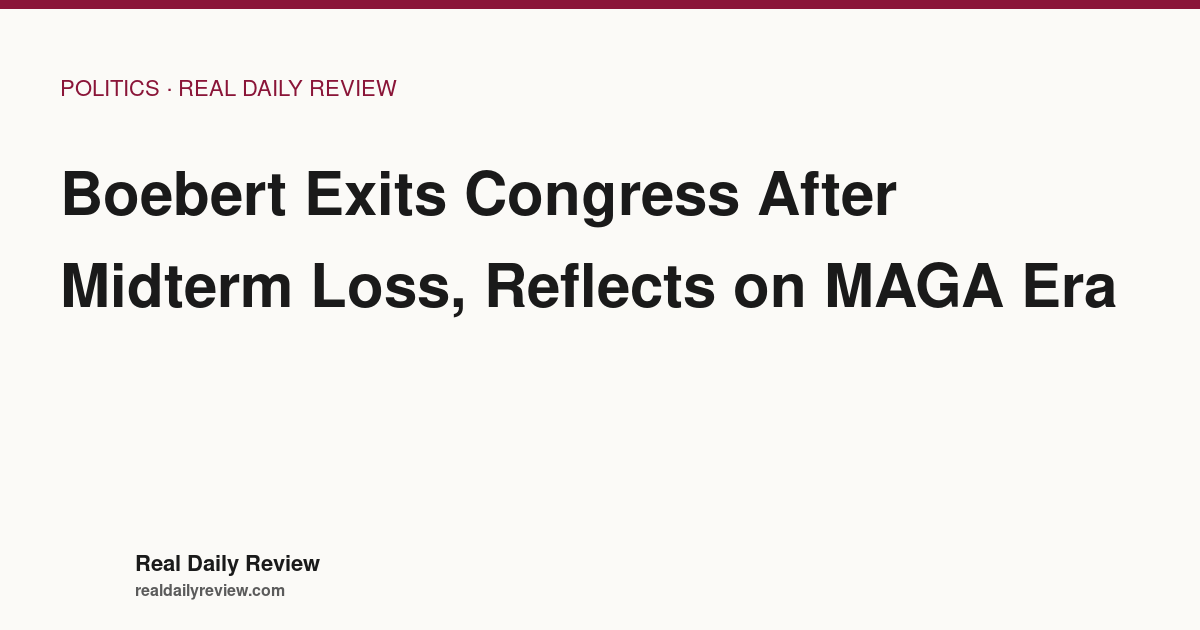 POLITICS · REAL DAILY REVIEW
Boebert Exits Congress After
Midterm Loss, Reflects on MAGA Era
Real Daily Review
realdailyreview.com